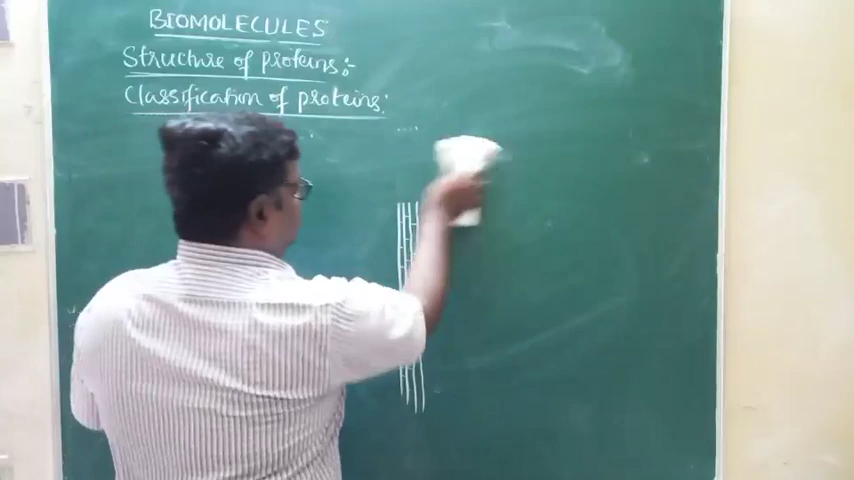 BIOMOLECULES
Structure of proteins:-
Classification of proteins: